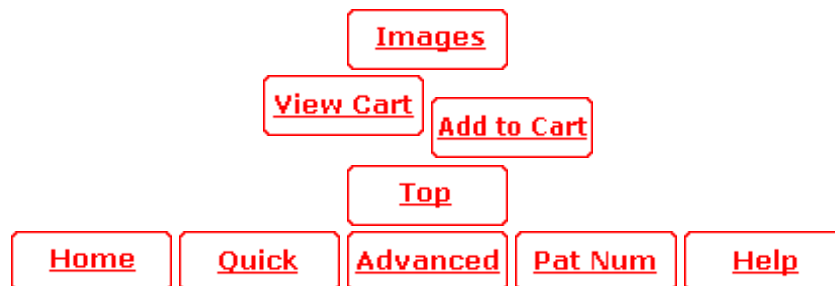 Images
View Cart
Add to Cart
Top
Home Quick Advanced Pat Num Help